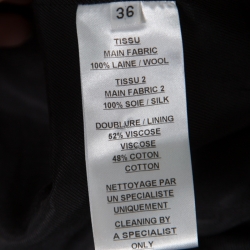 36
TISSU
MAIN FABRIC
100% LAINE / WOOL
TISSU 2
MAIN FABRIC 2
100% SOIE / SILK
DOUBLURE / LINING
52% VISCOSE
VISCOSE
48% COTON
COTTON
NETTOYAGE PAR
UN SPECIALISTE
UNIQUEMENT
CLEANING BY
A SPECIALIST
ONLY